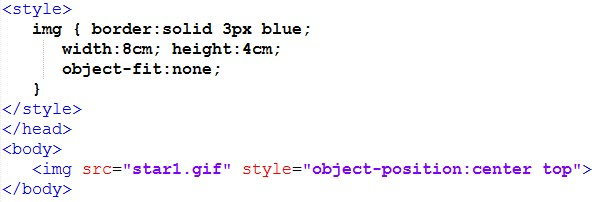 <style>
img { border:solid 3px blue;
width:8cm; height:4cm;
object-fit:none;
}
</style>
</head>
<body>
<img src="star1.gif" style="object-position:center top">
</body>